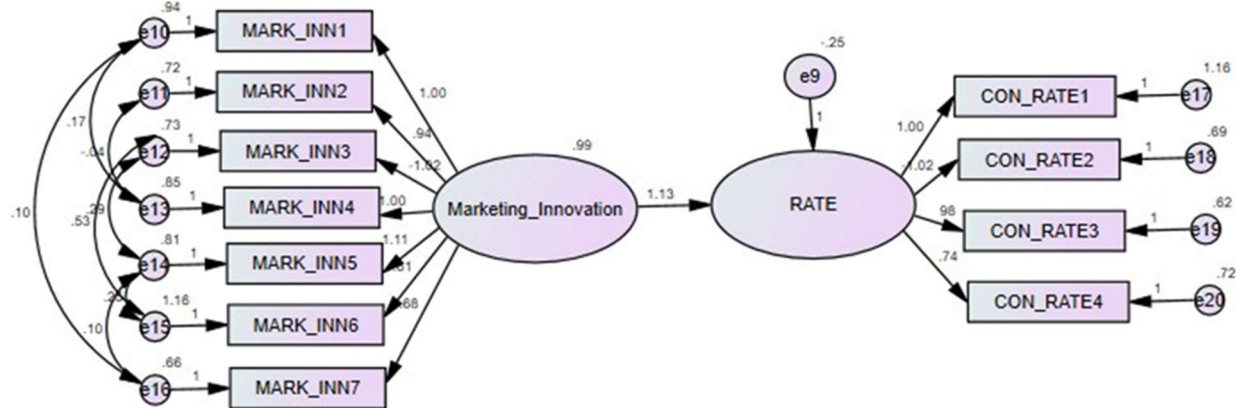 .94
e10 1 MARK_INN1
.72
e11 1 MARK_INN2
.73
e12 1 MARK_INN3
.85
e13 1 MARK_INN4
.81
e14 1 MARK_INN5
1.16
e15 1 MARK_INN6
.66
e16 1 MARK_INN7
.17
-.04
.10
.29
.53
.10
1.00
.94
-1.02
1.00
1.11
.68
.99
Marketing_Innovation
1.13
-.25
e9
1
RATE
1.00
-1.02
.98
.74
1.16
CON_RATE1 1 e17
.69
CON_RATE2 1 e18
.62
CON_RATE3 1 e19
.72
CON_RATE4 1 e20